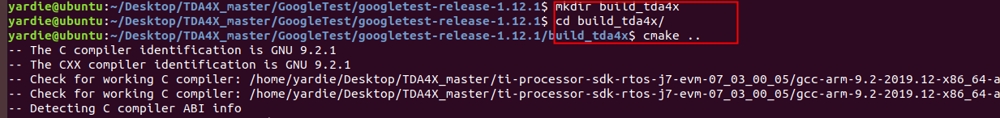 yardie@ubuntu:~/Desktop/TDA4X_master/GoogleTest/googletest-release-1.12.1$ mkdir build_tda4x
yardie@ubuntu:~/Desktop/TDA4X_master/GoogleTest/googletest-release-1.12.1$ cd build_tda4x/
yardie@ubuntu:~/Desktop/TDA4X_master/GoogleTest/googletest-release-1.12.1/build_tda4x$ cmake ..
-- The C compiler identification is GNU 9.2.1
-- The CXX compiler identification is GNU 9.2.1
-- Check for working C compiler: /home/yardie/Desktop/TDA4X_master/ti-processor-sdk-rtos-j7-evm-07_03_00_05/gcc-arm-9.2-2019.12-x86_64-a
-- Check for working C compiler: /home/yardie/Desktop/TDA4X_master/ti-processor-sdk-rtos-j7-evm-07_03_00_05/gcc-arm-9.2-2019.12-x86_64-a
-- Detecting C compiler ABI info